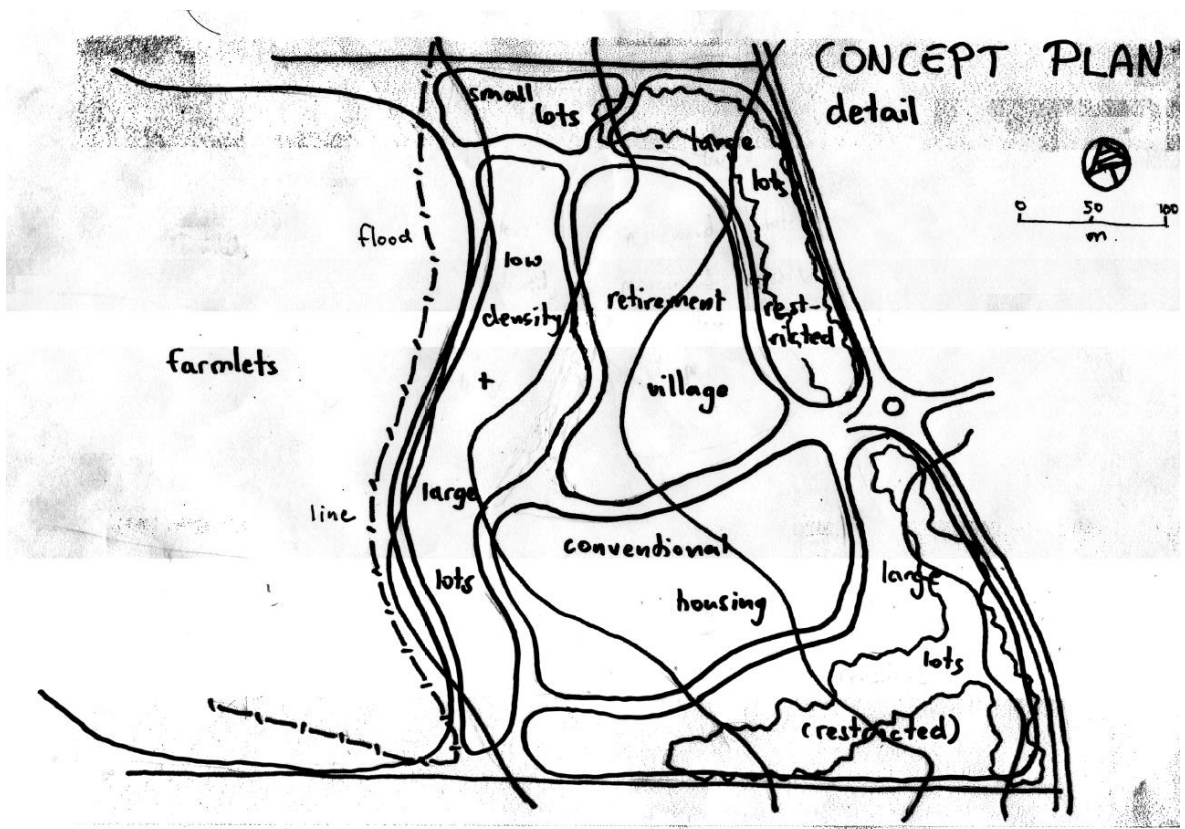 CONCEPT PLAN
detail
0 50 100
m
small
lots
large
lots
rest-
ricted
flood
line
farmlets
low
density
+
large
lots
retirement
village
conventional
housing
large
lots
(restricted)